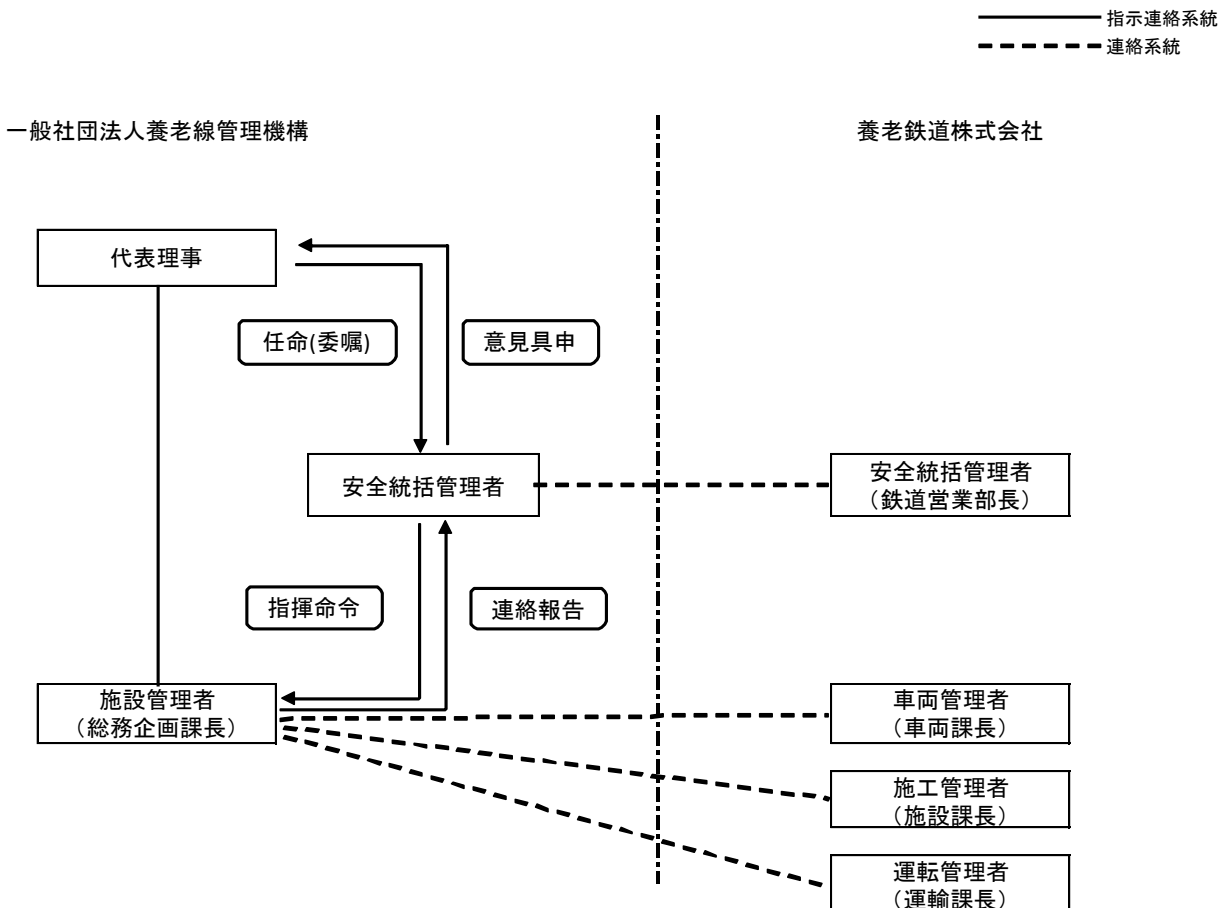 指示連絡系統
連絡系統
一般社団法人養老線管理機構
養老鉄道株式会社
代表理事
任命(委嘱)
意見具申
安全統括管理者
安全統括管理者
（鉄道営業部長）
指揮命令
連絡報告
施設管理者
（総務企画課長）
車両管理者
（車両課長）
施工管理者
（施設課長）
運転管理者
（運輸課長）